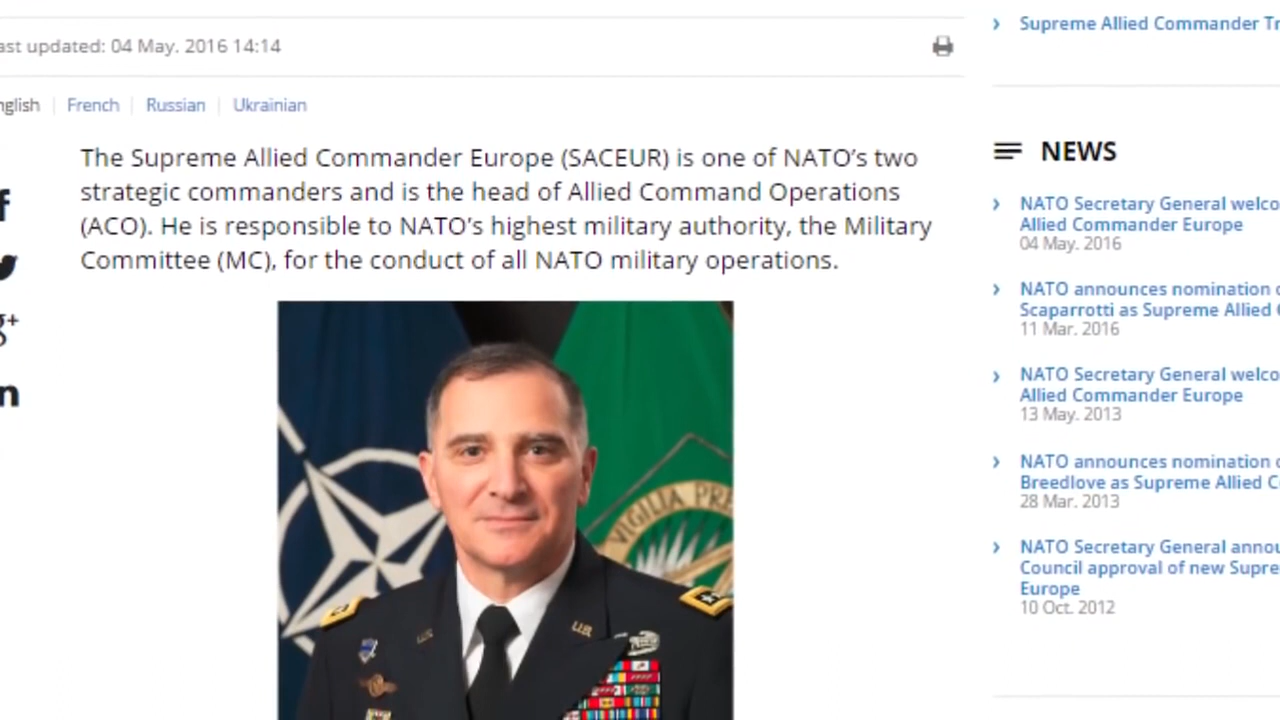 ast updated: 04 May. 2016 14:14
nglish
French
Russian
Ukrainian
The Supreme Allied Commander Europe (SACEUR) is one of NATO's two
strategic commanders and is the head of Allied Command Operations
(ACO). He is responsible to NATO's highest military authority, the Military
Committee (MC), for the conduct of all NATO military operations.
VIGILIA PRE
U.S.
Supreme Allied Commander Tr
NEWS
NATO Secretary General welco
Allied Commander Europe
04 May. 2016
NATO announces nomination o
Scaparrotti as Supreme Allied C
11 Mar. 2016
NATO Secretary General welco
Allied Commander Europe
13 May. 2013
NATO announces nomination o
Breedlove as Supreme Allied C
28 Mar. 2013
NATO Secretary General annou
Council approval of new Supre
Europe
10 Oct. 2012